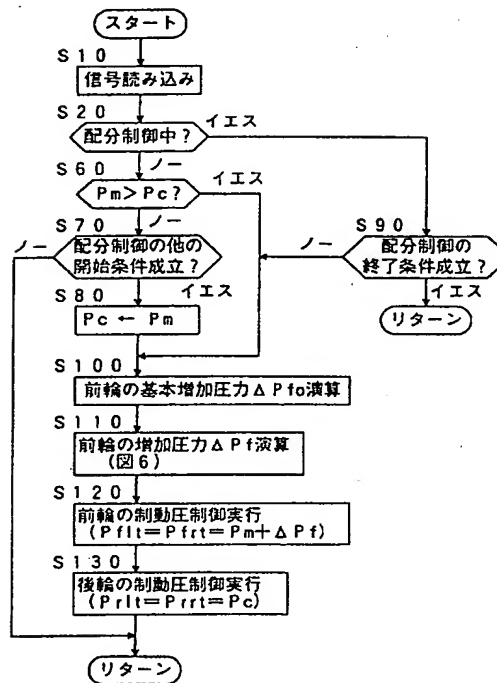 スタート
S10
信号読み込み
S20
配分制御中?
イエス
ノー
S60
Pm>Pc?
イエス
ノー
S70
ノー
配分制御の他の
開始条件成立?
イエス
S90
ノー
配分制御の
終了条件成立?
イエス
リターン
S80
Pc ← Pm
S100
前輪の基本増加圧力ΔPfo演算
S110
前輪の増加圧力ΔPf演算
(図6)
S120
前輪の制動圧制御実行
(Pflt=Pfrt=Pm+ΔPf)
S130
後輪の制動圧制御実行
(Prlt=Prrt=Pc)
リターン